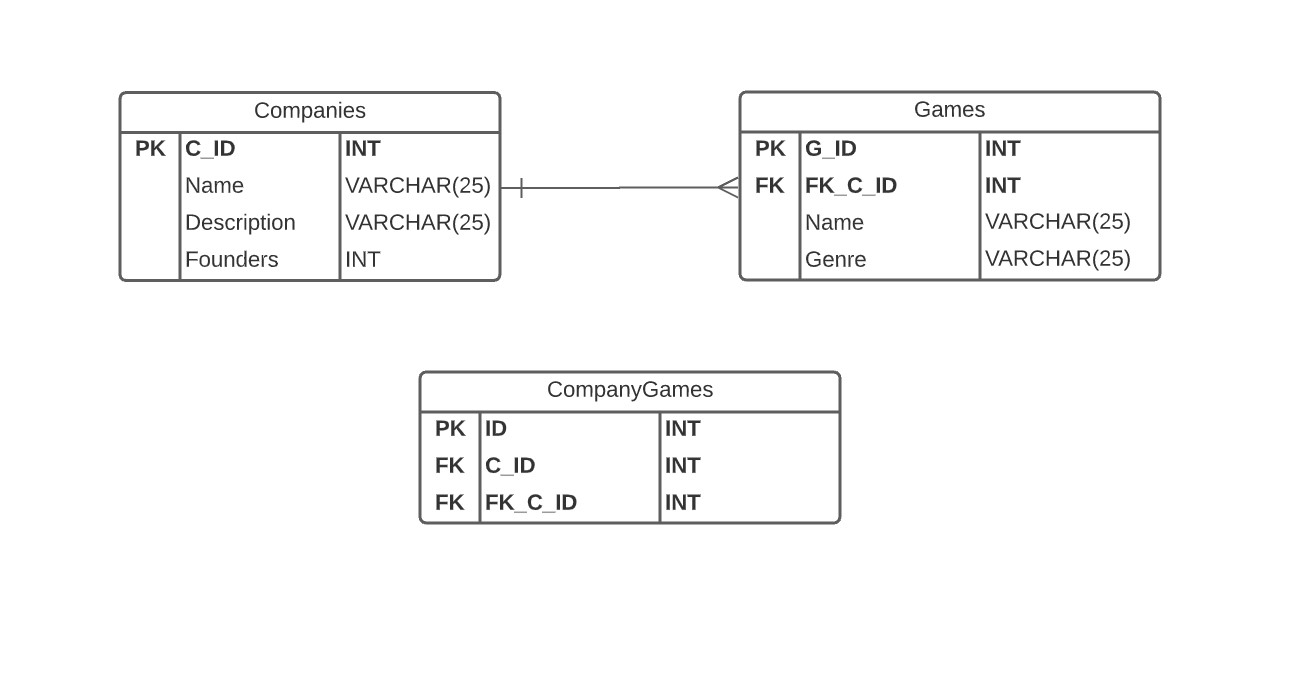 Companies
PK C_ID INT
Name VARCHAR(25)
Description VARCHAR(25)
Founders INT
Games
PK G_ID INT
FK FK_C_ID INT
Name VARCHAR(25)
Genre VARCHAR(25)
CompanyGames
PK ID INT
FK C_ID INT
FK FK_C_ID INT